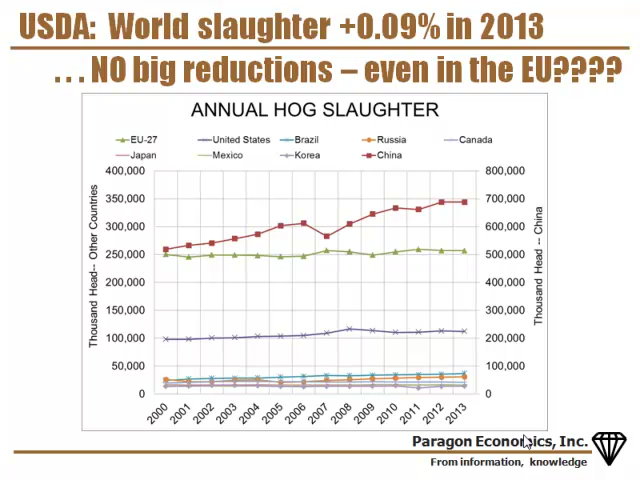 USDA:  World slaughter +0.09% in 2013
. . . NO big reductions – even in the EU????
ANNUAL HOG SLAUGHTER
EU-27 United States Brazil Russia Canada
Japan Mexico Korea China
Thousand Head-- Other Countries
400,000
350,000
300,000
250,000
200,000
150,000
100,000
50,000
0
800,000
700,000
600,000
500,000
400,000
300,000
200,000
100,000
0
Thousand Head -- China
2000 2001 2002 2003 2004 2005 2006 2007 2008 2009 2010 2011 2012 2013
Paragon Economics, Inc.
From information, knowledge